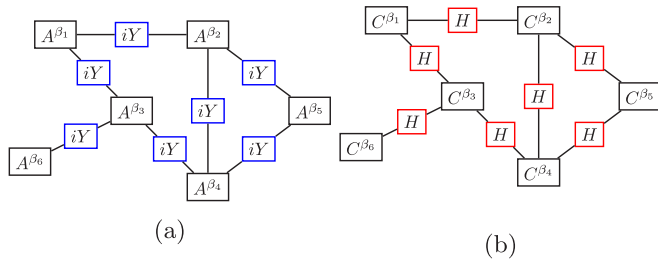 A^{β₁} iY A^{β₂}
iY iY
A^{β₃} iY A^{β₅}
iY iY iY
A^{β₆} A^{β₄}
(a)
C^{β₁} H C^{β₂}
H H
C^{β₃} H C^{β₅}
H H H
C^{β₆} C^{β₄}
(b)